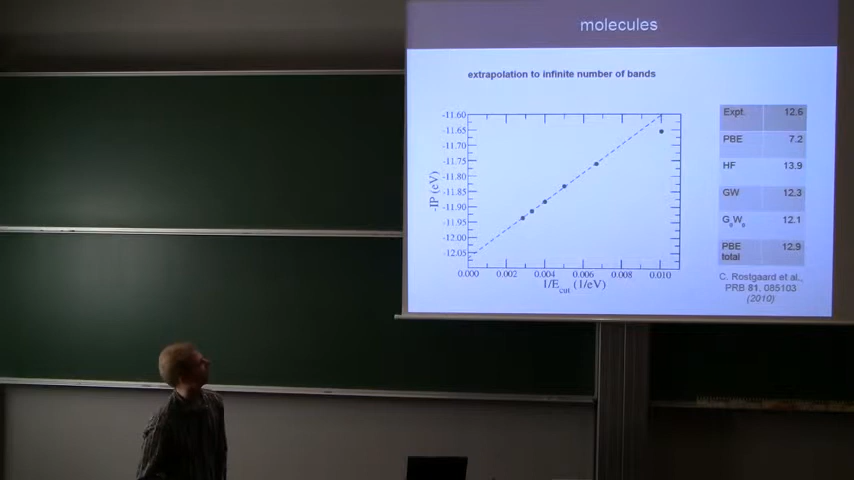 molecules
extrapolation to infinite number of bands
-11.60
-11.65
-11.70
-11.75
-11.80
-11.85
-11.90
-11.95
-12.00
-12.05
-IP (eV)
0.000 0.002 0.004 0.006 0.008 0.010
1/E_cut (1/eV)
Expt. 12.6
PBE 7.2
HF 13.9
GW 12.3
G₀W₀ 12.1
PBE 12.9
total
C. Rostgaard et al.,
PRB 81, 085103
(2010)